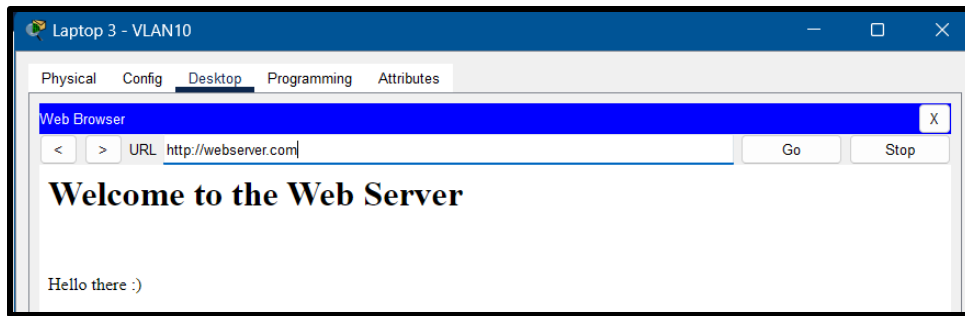 Laptop 3 - VLAN10
Physical Config Desktop Programming Attributes
Web Browser X
< > URL http://webserver.com Go Stop
Welcome to the Web Server
Hello there :)